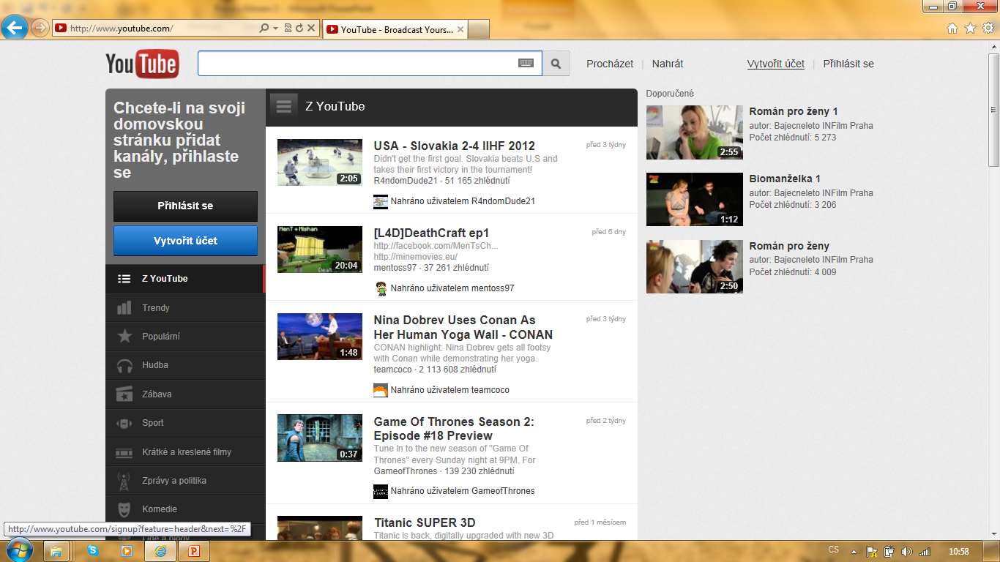 http://www.youtube.com/
YouTube - Broadcast Yours...
YouTube
Procházet
Nahrát
Vytvořit účet
Přihlásit se
Chcete-li na svoji
domovskou
stránku přidat
kanály, přihlaste
se
Přihlásit se
Vytvořit účet
Z YouTube
Trendy
Populární
Hudba
Zábava
Sport
Krátké a kreslené filmy
Zprávy a politika
Komedie
Lidé a blogy
Z YouTube
USA - Slovakia 2-4 IIHF 2012
před 3 týdny
Didn't get the first goal. Slovakia beats U.S and
takes their first victory in the tournament!
R4ndomDude21 · 51 165 zhlédnutí
2:05
Nahráno uživatelem R4ndomDude21
MenT + Mishan
[L4D]DeathCraft ep1
před 6 dny
http://facebook.com/MenTsCh...
http://minemovies.eu/
mentoss97 · 37 261 zhlédnutí
20:04
Nahráno uživatelem mentoss97
Nina Dobrev Uses Conan As
Her Human Yoga Wall - CONAN
před 3 týdny
CONAN highlight: Nina Dobrev gets all footsy
with Conan while demonstrating her yoga.
teamcoco · 2 113 608 zhlédnutí
1:48
Nahráno uživatelem teamcoco
Game Of Thrones Season 2:
Episode #18 Preview
před 2 týdny
Tune in to the new season of "Game Of
Thrones" every Sunday night at 9PM. For
GameofThrones · 139 230 zhlédnutí
0:37
Nahráno uživatelem GameofThrones
Titanic SUPER 3D
před 1 měsícem
Titanic is back, digitally upgraded with new 3D
Doporučené
Román pro ženy 1
autor: Bajecneleto INFilm Praha
Počet zhlédnutí: 5 273
2:55
Biomanželka 1
autor: Bajecneleto INFilm Praha
Počet zhlédnutí: 3 206
1:12
Román pro ženy
autor: Bajecneleto INFilm Praha
Počet zhlédnutí: 4 009
2:50
http://www.youtube.com/signup?feature=header&next=%2F
CS
10:58